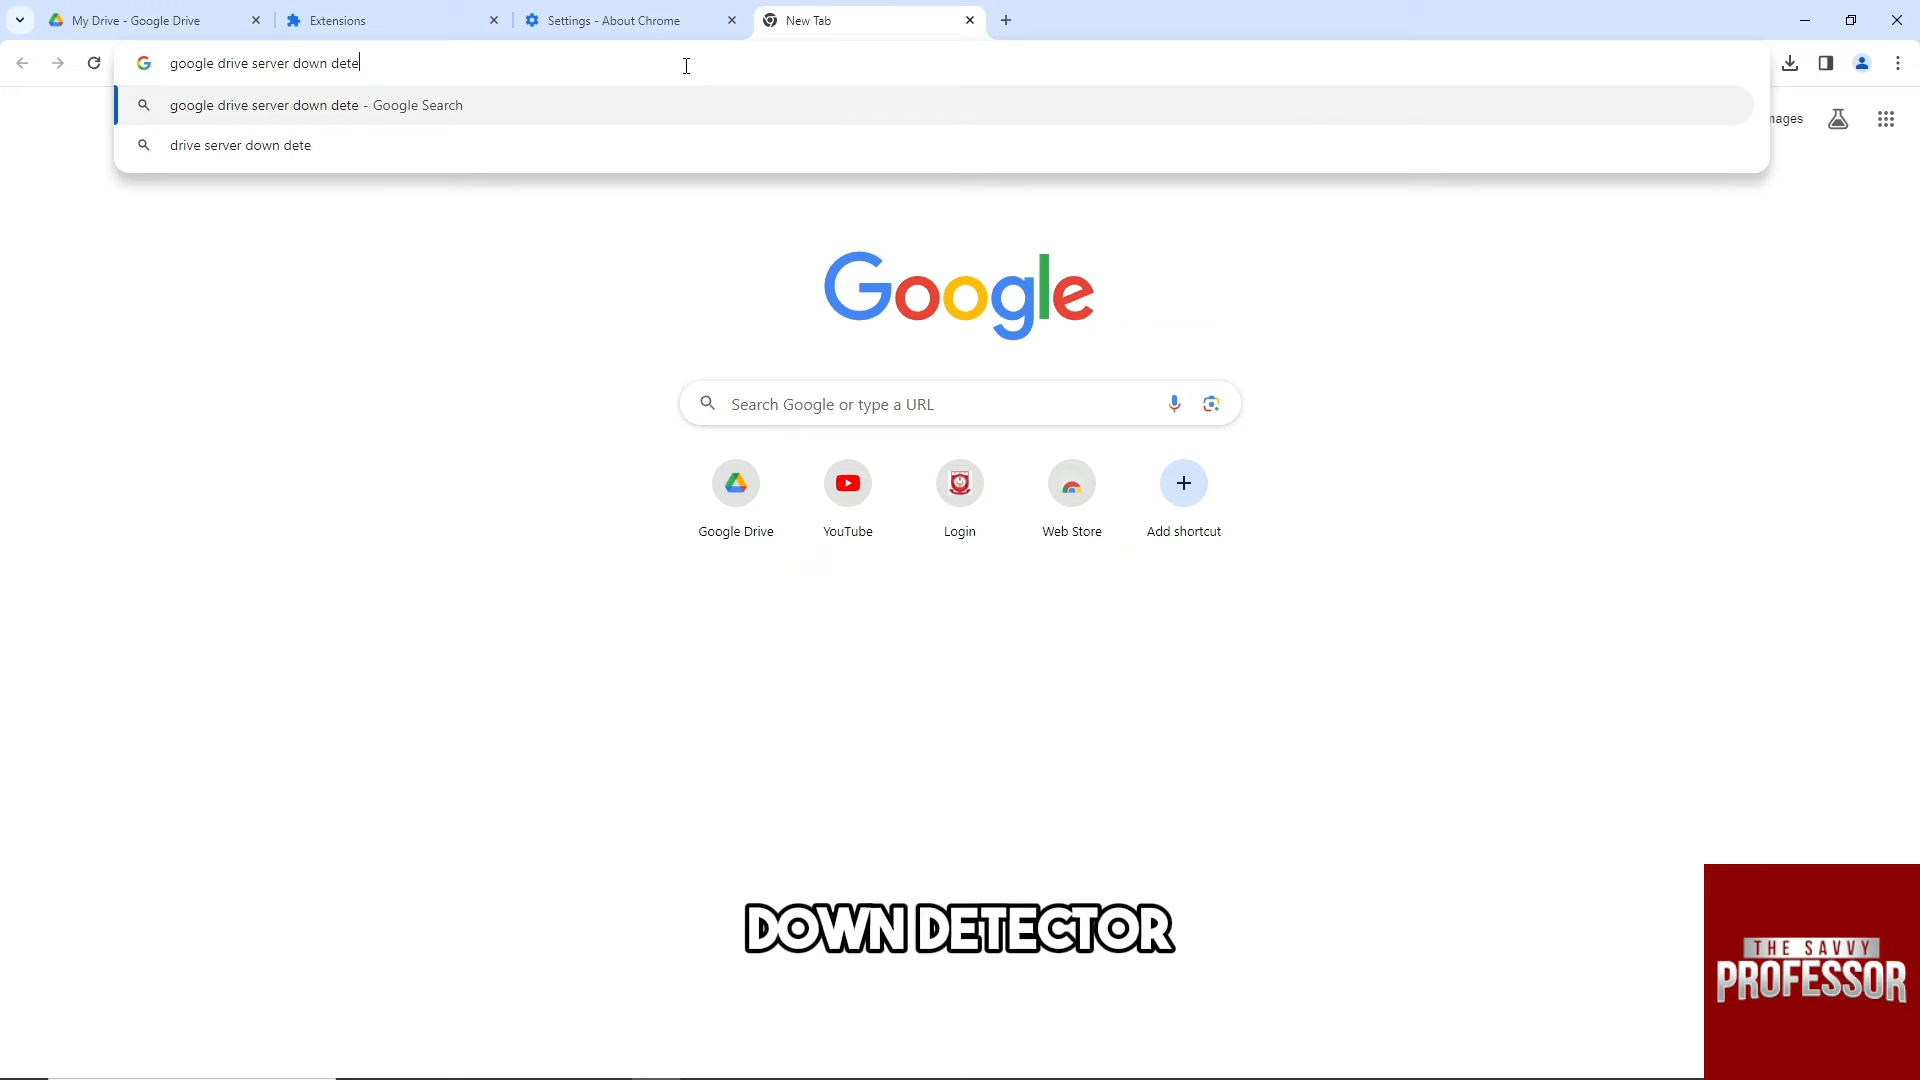 My Drive - Google Drive
Extensions
Settings - About Chrome
New Tab
google drive server down dete
google drive server down dete - Google Search
drive server down dete
mages
Google
Search Google or type a URL
Google Drive
YouTube
Login
Web Store
Add shortcut
DOWN DETECTOR
THE SAVVY
PROFESSOR